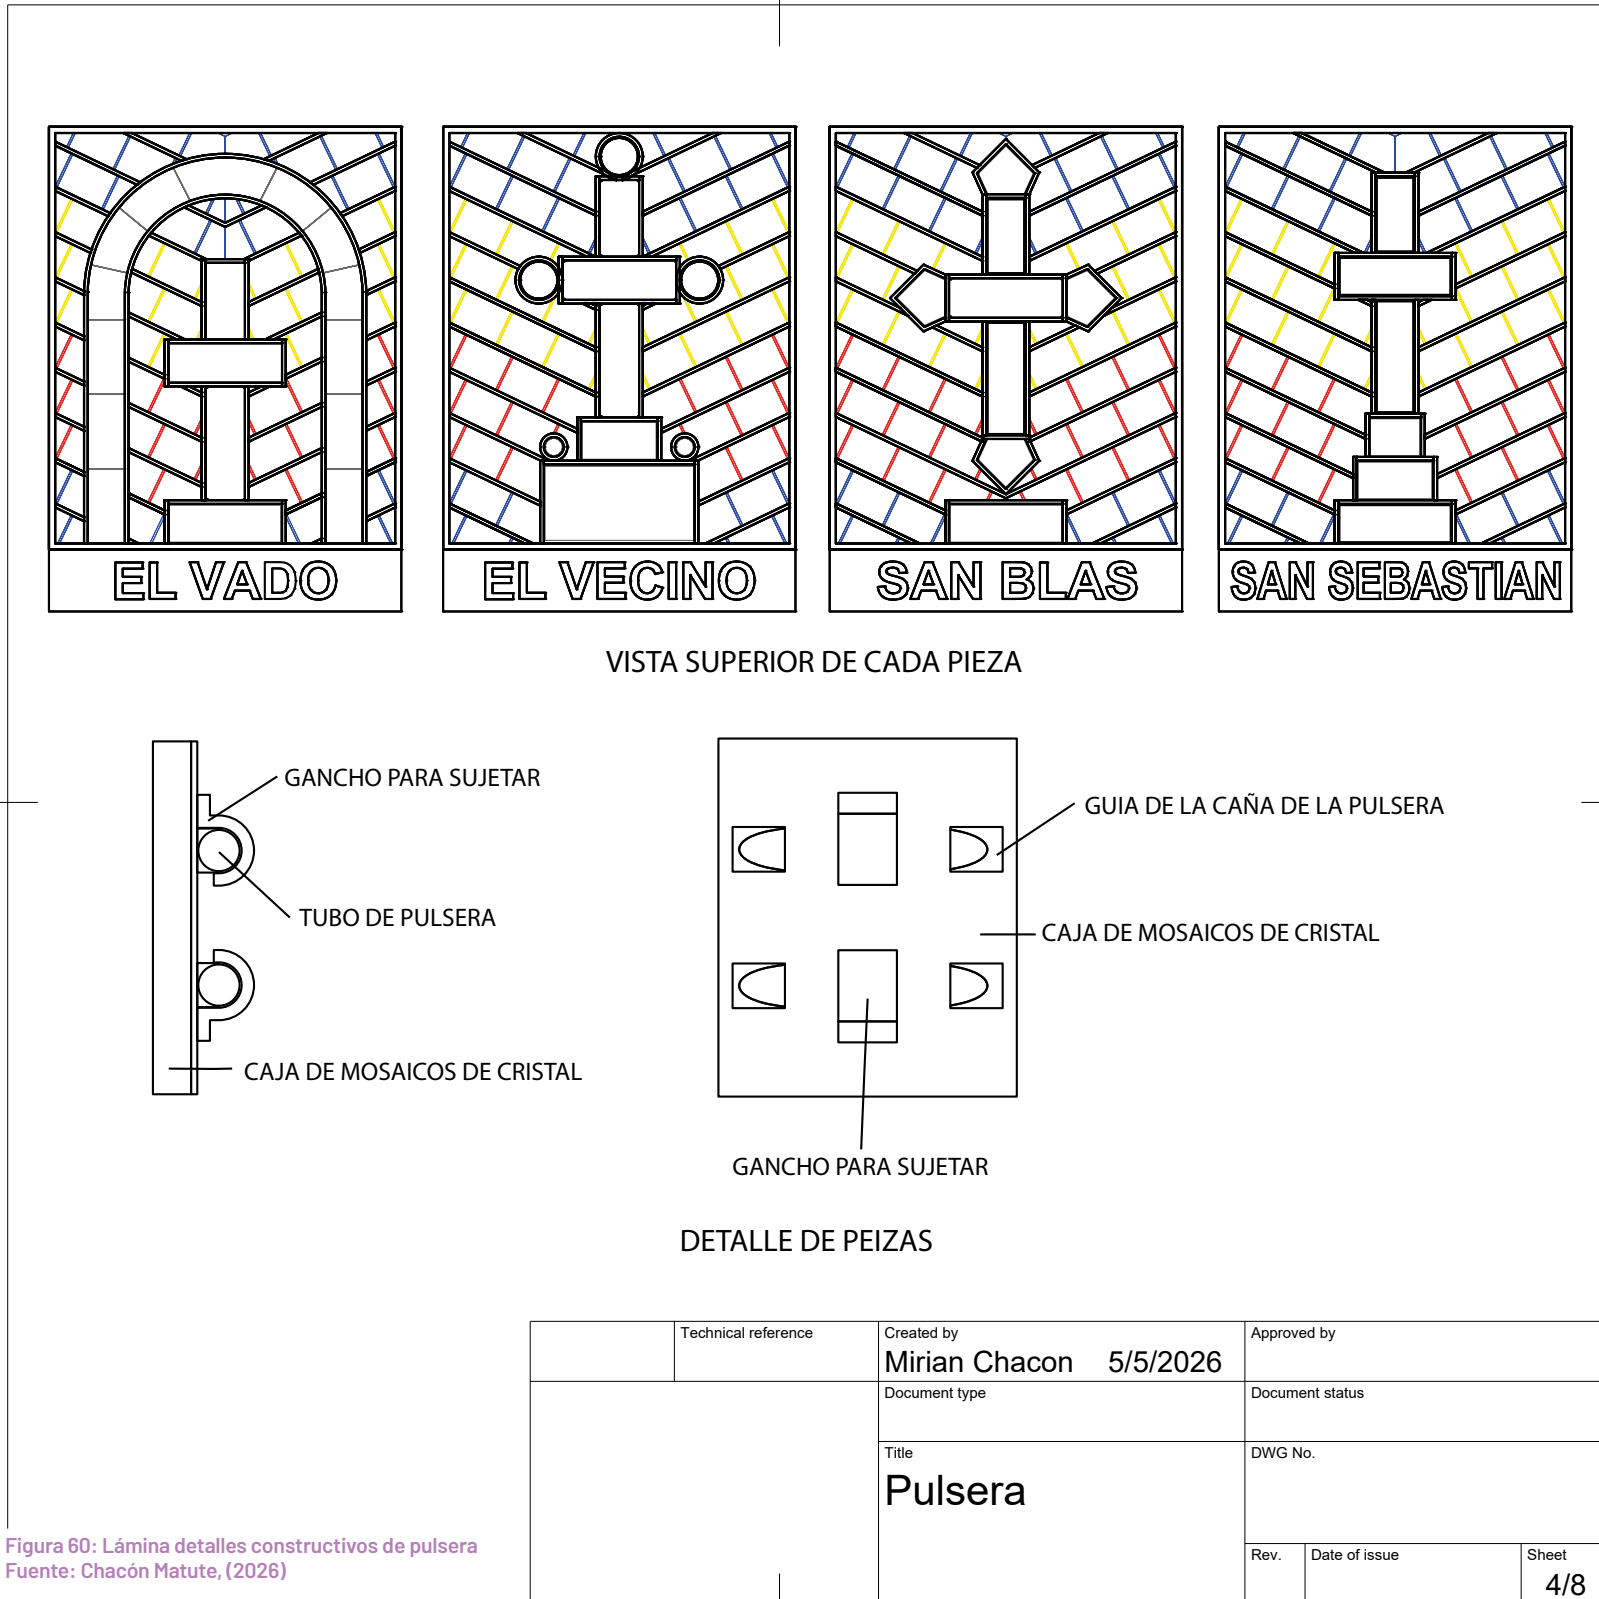 EL VADO
EL VECINO
SAN BLAS
SAN SEBASTIAN
VISTA SUPERIOR DE CADA PIEZA
GANCHO PARA SUJETAR
TUBO DE PULSERA
CAJA DE MOSAICOS DE CRISTAL
GUIA DE LA CAÑA DE LA PULSERA
CAJA DE MOSAICOS DE CRISTAL
GANCHO PARA SUJETAR
DETALLE DE PEIZAS
Technical reference
Created by
Mirian Chacon 5/5/2026
Approved by
Document type
Document status
Title
Pulsera
DWG No.
Rev.
Date of issue
Sheet
4/8
Figura 60: Lámina detalles constructivos de pulsera
Fuente: Chacón Matute, (2026)